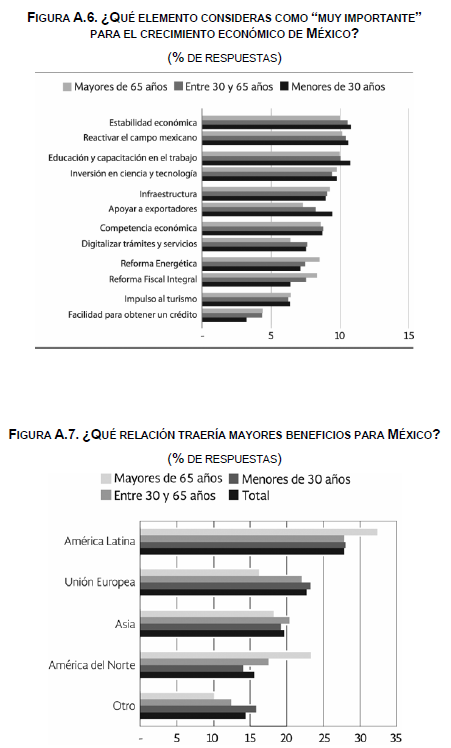 FIGURA A.6. ¿QUÉ ELEMENTO CONSIDERAS COMO “MUY IMPORTANTE”
PARA EL CRECIMIENTO ECONÓMICO DE MÉXICO?
(% DE RESPUESTAS)
Mayores de 65 años Entre 30 y 65 años Menores de 30 años
Estabilidad económica
Reactivar el campo mexicano
Educación y capacitación en el trabajo
Inversión en ciencia y tecnología
Infraestructura
Apoyar a exportadores
Competencia económica
Digitalizar trámites y servicios
Reforma Energética
Reforma Fiscal Integral
Impulso al turismo
Facilidad para obtener un crédito
- 5 10 15
FIGURA A.7. ¿QUÉ RELACIÓN TRAERÍA MAYORES BENEFICIOS PARA MÉXICO?
(% DE RESPUESTAS)
Mayores de 65 años Menores de 30 años
Entre 30 y 65 años Total
América Latina
Unión Europea
Asia
América del Norte
Otro
- 5 10 15 20 25 30 35